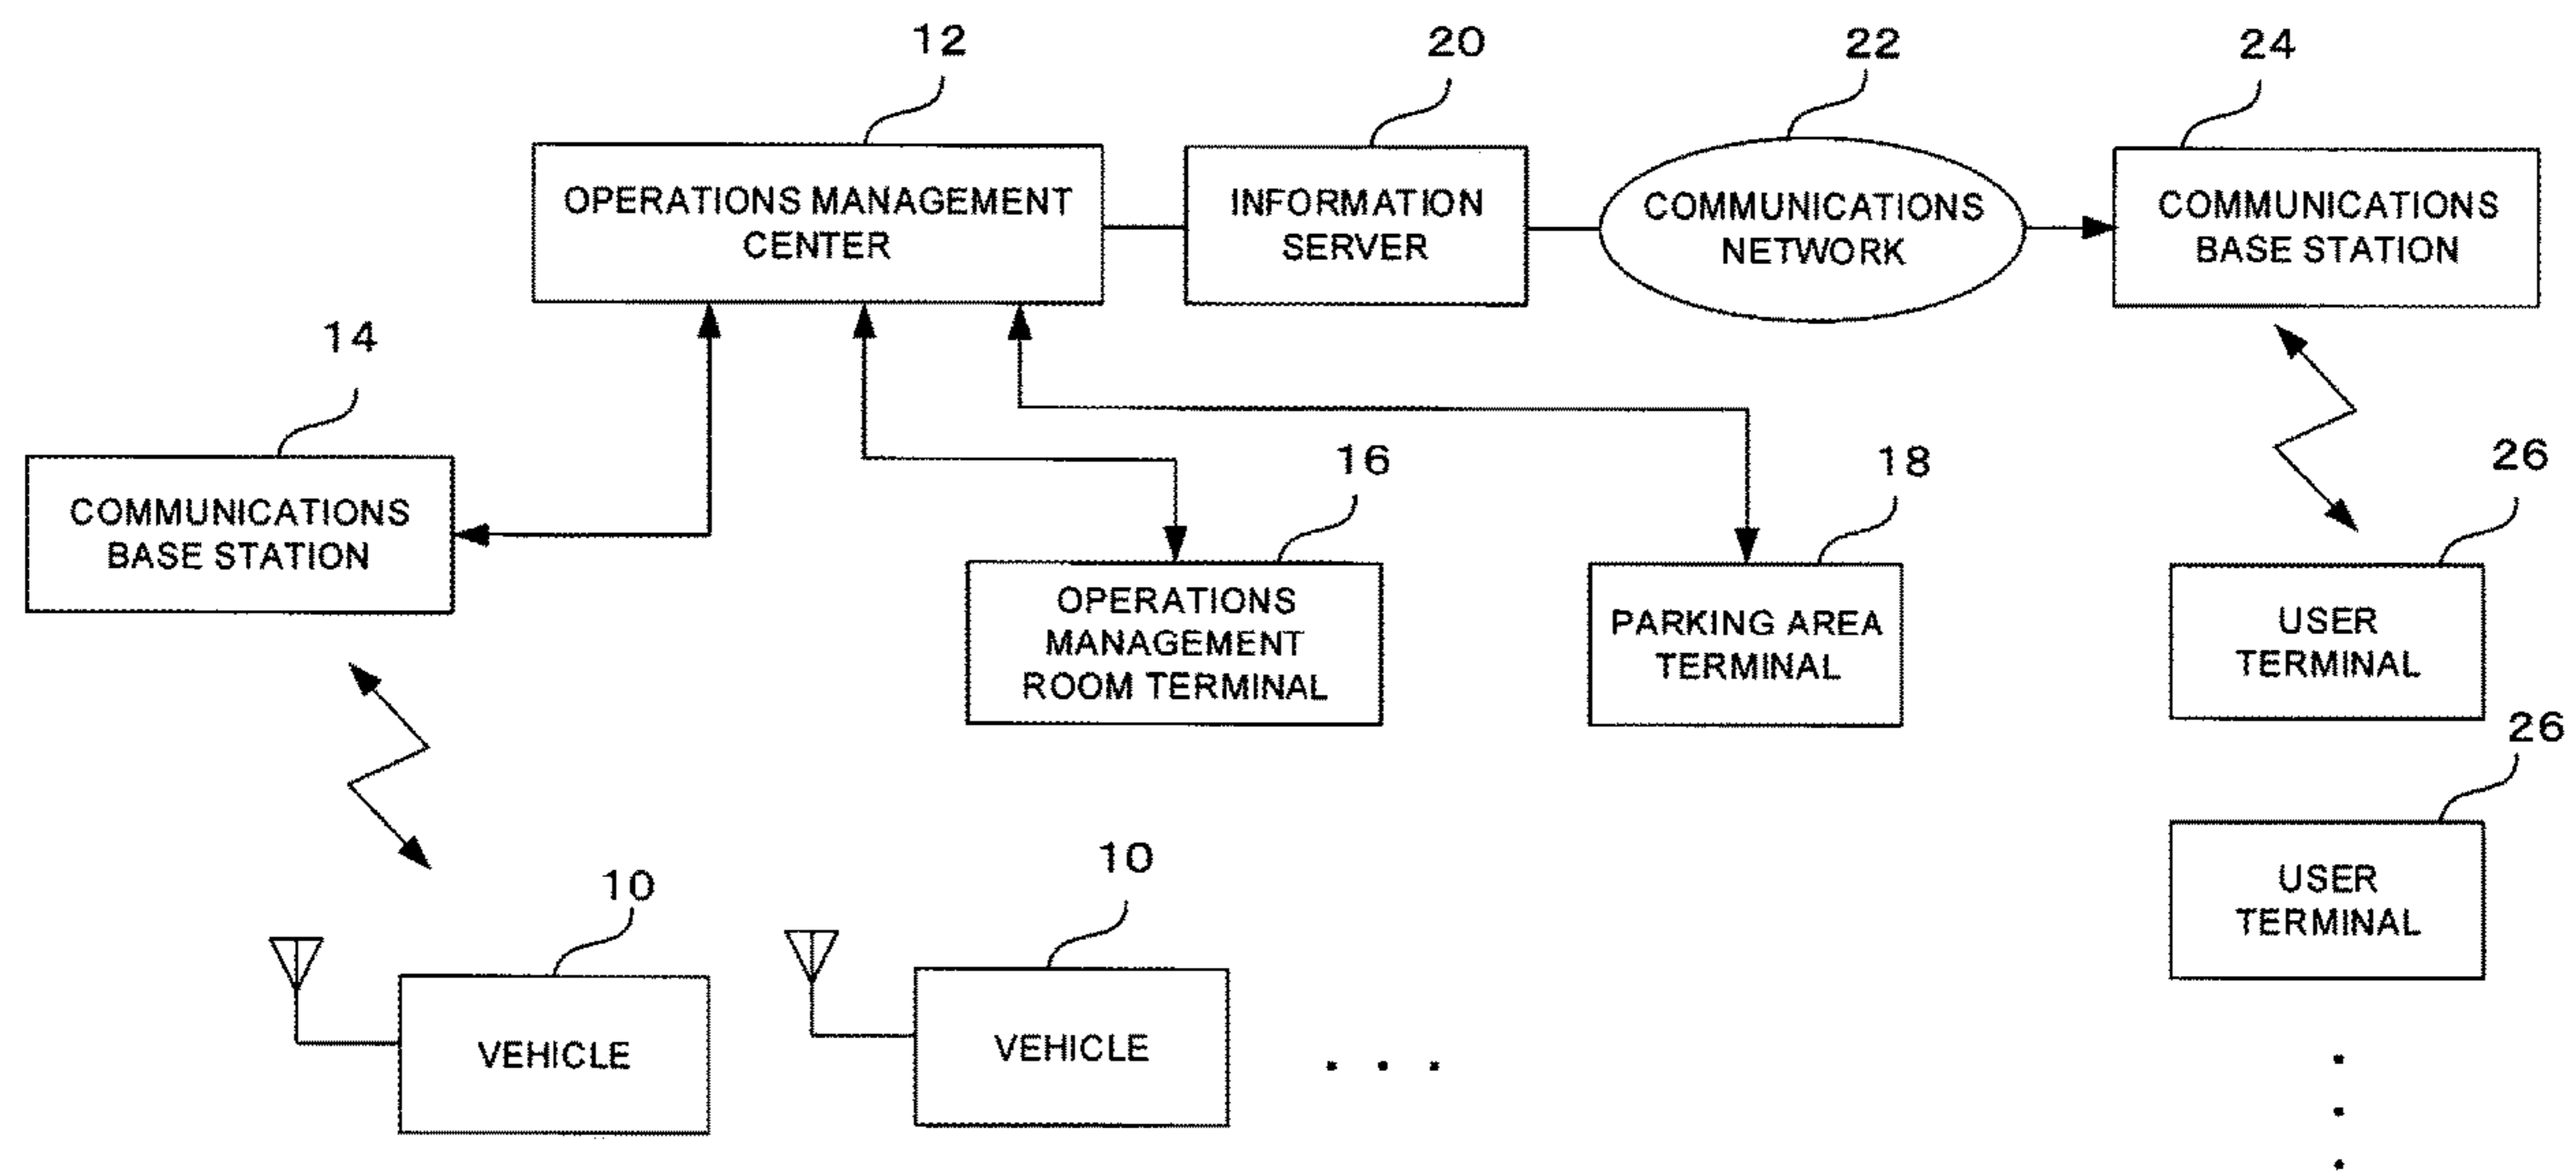 12
20
22
24
OPERATIONS MANAGEMENT
CENTER
INFORMATION
SERVER
COMMUNICATIONS
NETWORK
COMMUNICATIONS
BASE STATION
14
COMMUNICATIONS
BASE STATION
16
OPERATIONS
MANAGEMENT
ROOM TERMINAL
18
PARKING AREA
TERMINAL
26
USER
TERMINAL
26
USER
TERMINAL
10
VEHICLE
10
VEHICLE
. . .
.
.
.